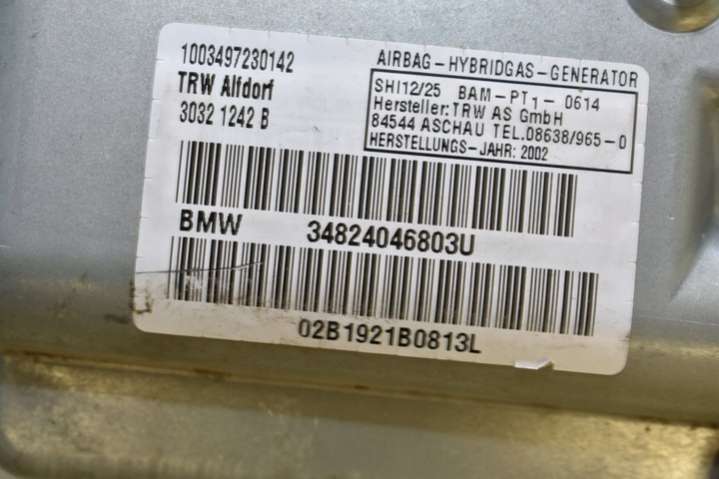 1003497230142
TRW Alfdorf
3032 1242 B
AIRBAG-HYBRIDGAS-GENERATOR
SHI12/25 BAM-PT1-0614
Hersteller:TRW AS GmbH
84544 ASCHAU TEL.08638/965-0
HERSTELLUNGS-JAHR: 2002
BMW 34824046803U
02B1921B0813L